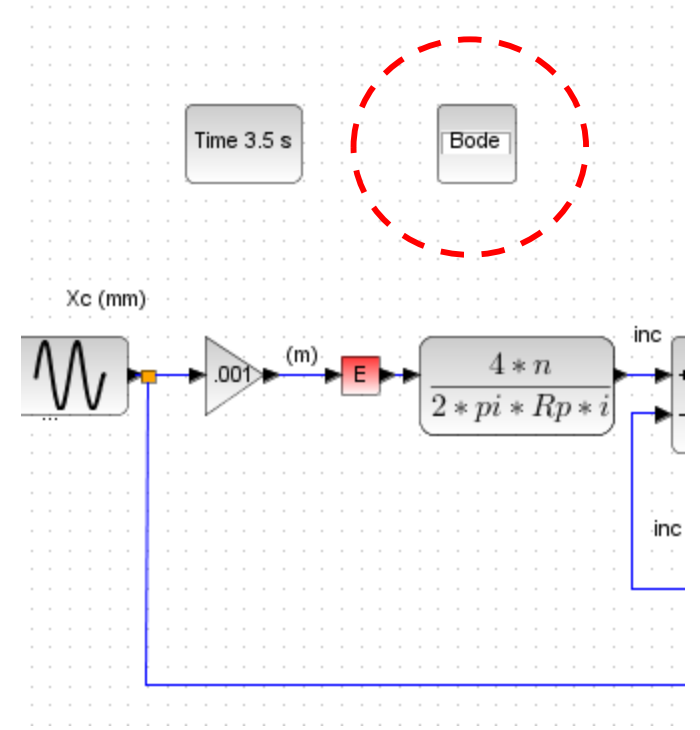 Time 3.5 s
Bode
Xc (mm)
inc
(m)
.001
E
4 * n
2 * pi * Rp * i
+
-
...
inc